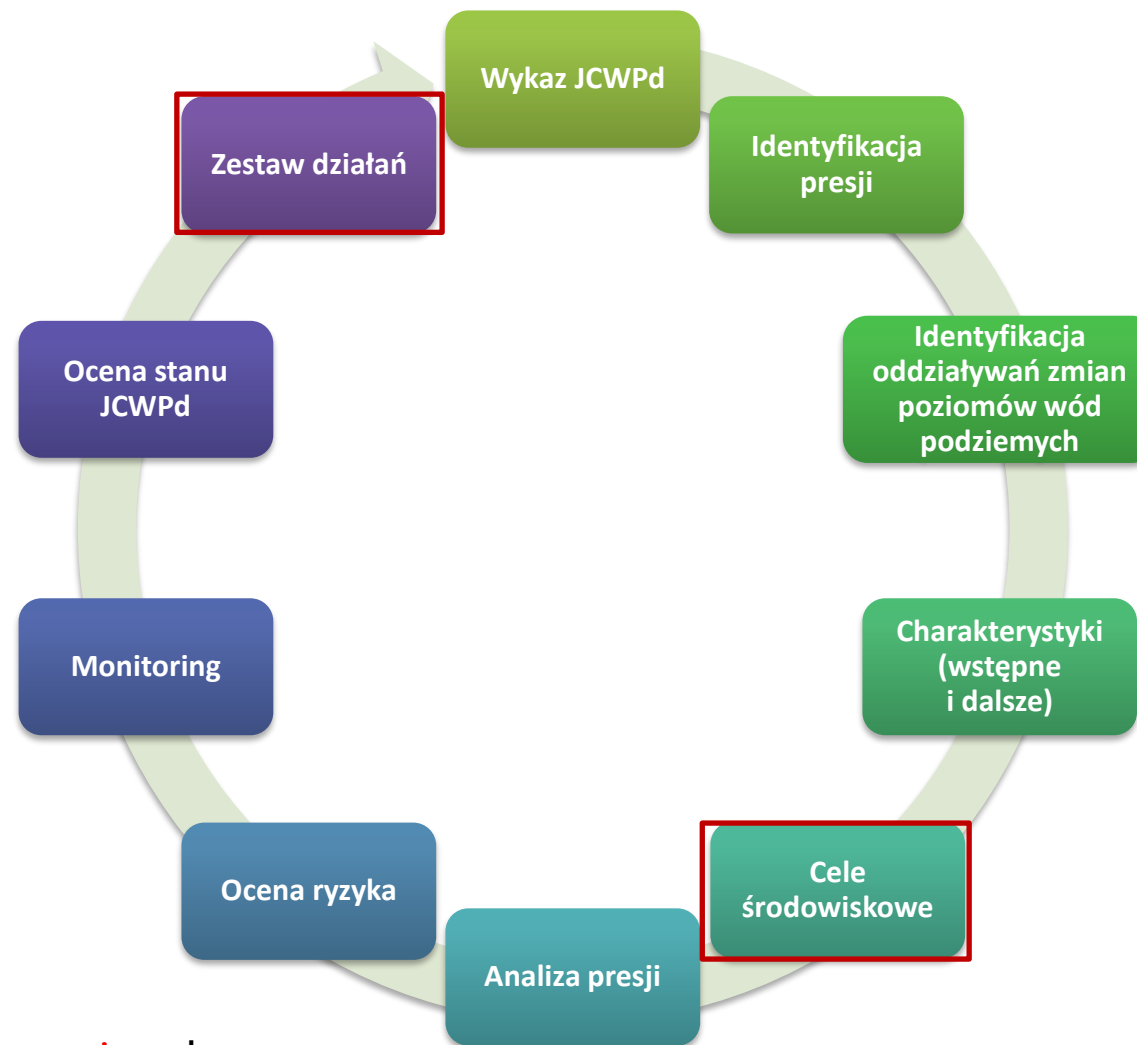 Wykaz JCWPd
Identyfikacja
presji
Identyfikacja
oddziaływań zmian
poziomów wód
podziemych
Charakterystyki
(wstępne
i dalsze)
Cele
środowiskowe
Analiza presji
Ocena ryzyka
Monitoring
Ocena stanu
JCWPd
Zestaw działań